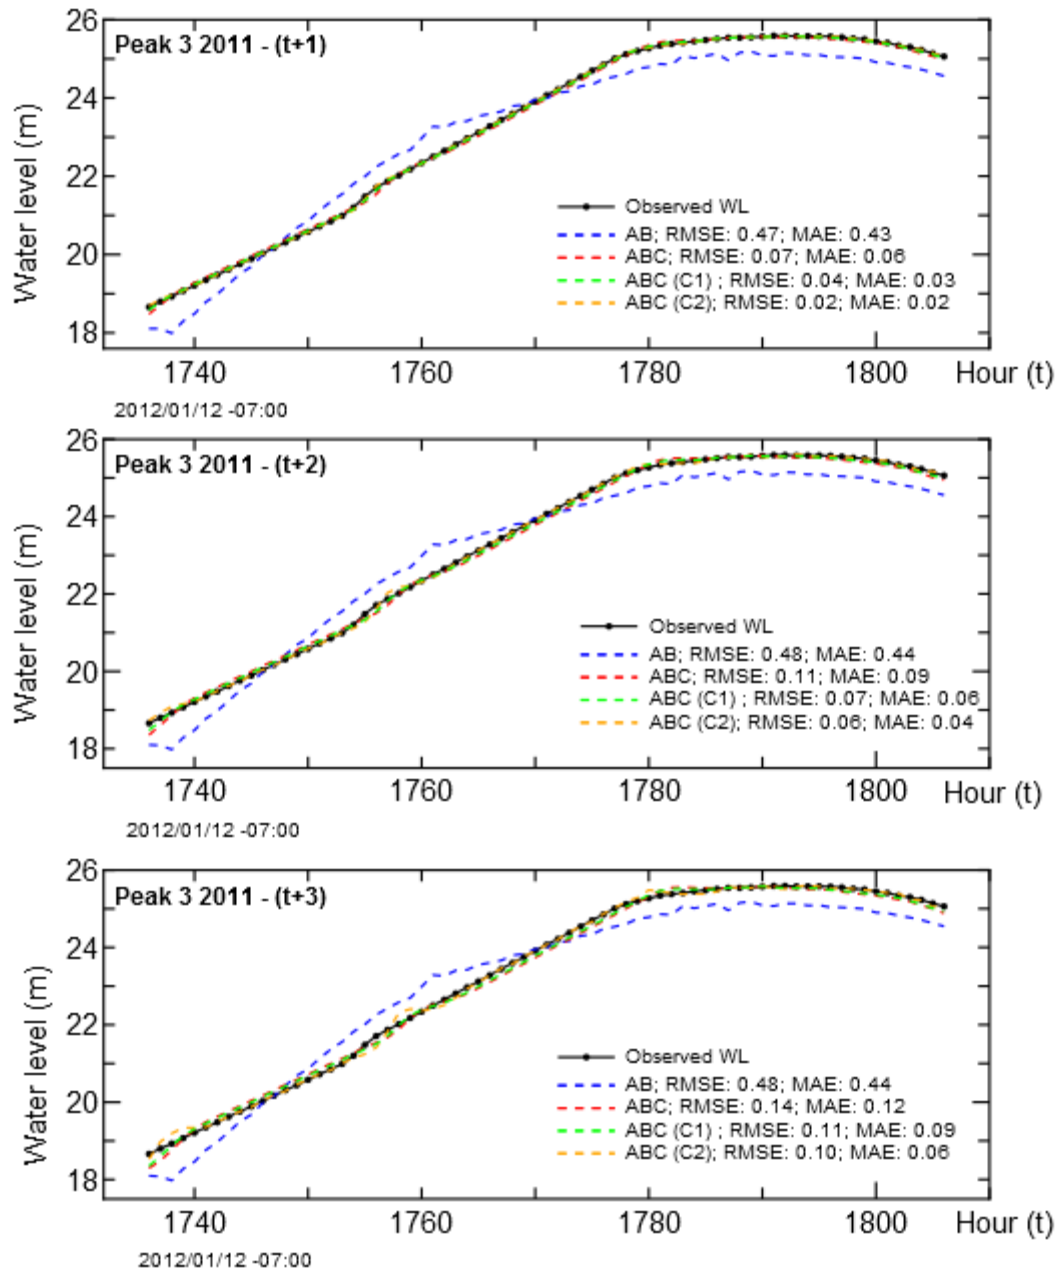 26
Peak 3 2011 - (t+1)
24
22
20
18
Water level (m)
Observed WL
AB; RMSE: 0.47; MAE: 0.43
ABC; RMSE: 0.07; MAE: 0.06
ABC (C1) ; RMSE: 0.04; MAE: 0.03
ABC (C2); RMSE: 0.02; MAE: 0.02
1740 1760 1780 1800 Hour (t)
2012/01/12 -07:00
26
Peak 3 2011 - (t+2)
24
22
20
18
Water level (m)
Observed WL
AB; RMSE: 0.48; MAE: 0.44
ABC; RMSE: 0.11; MAE: 0.09
ABC (C1) ; RMSE: 0.07; MAE: 0.06
ABC (C2); RMSE: 0.06; MAE: 0.04
1740 1760 1780 1800 Hour (t)
2012/01/12 -07:00
26
Peak 3 2011 - (t+3)
24
22
20
18
Water level (m)
Observed WL
AB; RMSE: 0.48; MAE: 0.44
ABC; RMSE: 0.14; MAE: 0.12
ABC (C1) ; RMSE: 0.11; MAE: 0.09
ABC (C2); RMSE: 0.10; MAE: 0.06
1740 1760 1780 1800 Hour (t)
2012/01/12 -07:00